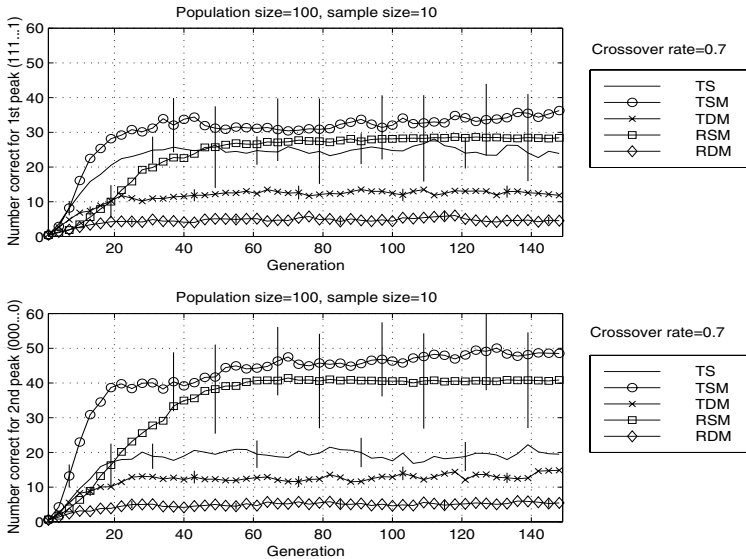 Population size=100, sample size=10
Number correct for 1st peak (111...1)
60
50
40
30
20
10
0
20
40
60
80
100
120
140
Generation
Crossover rate=0.7
TS
TSM
TDM
RSM
RDM
Population size=100, sample size=10
Number correct for 2nd peak (000...0)
60
50
40
30
20
10
0
20
40
60
80
100
120
140
Generation
Crossover rate=0.7
TS
TSM
TDM
RSM
RDM